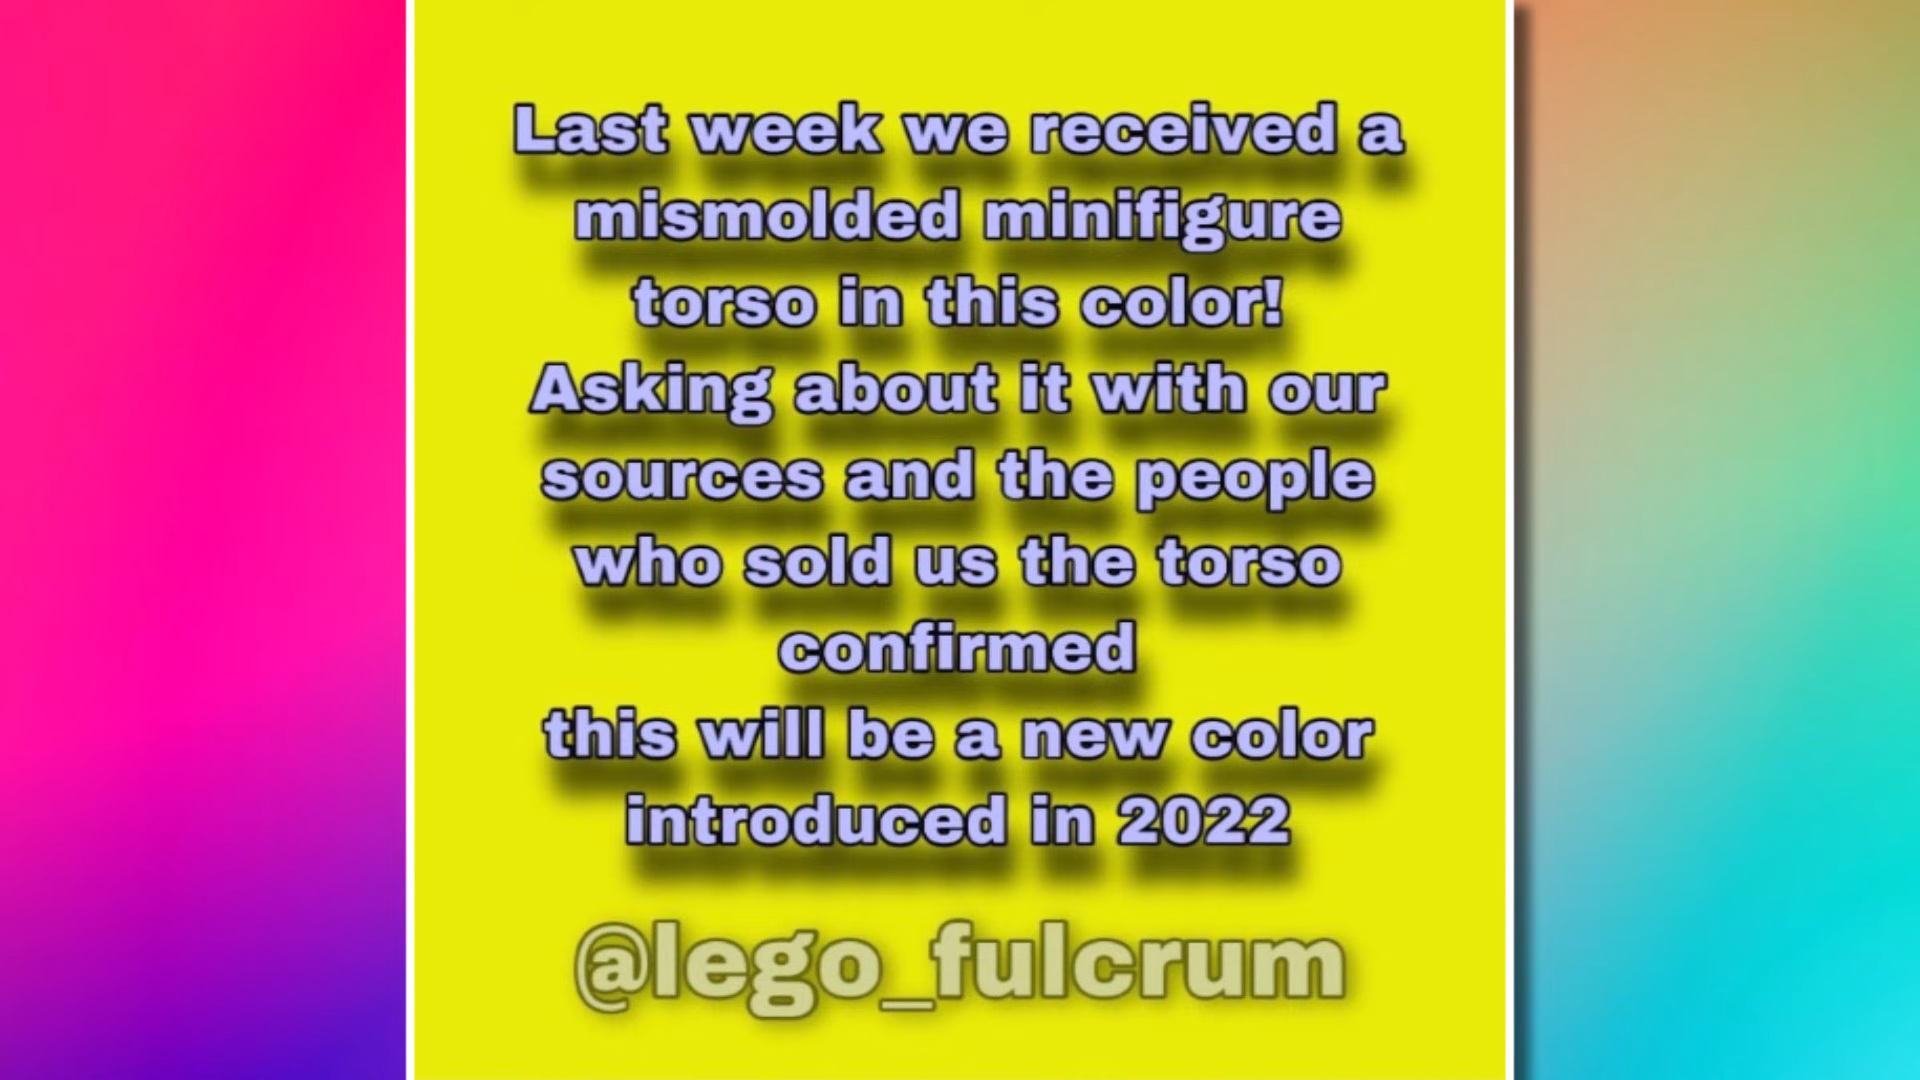 Last week we received a
mismolded minifigure
torso in this color!
Asking about it with our
sources and the people
who sold us the torso
confirmed
this will be a new color
introduced in 2022
@lego_fulcrum